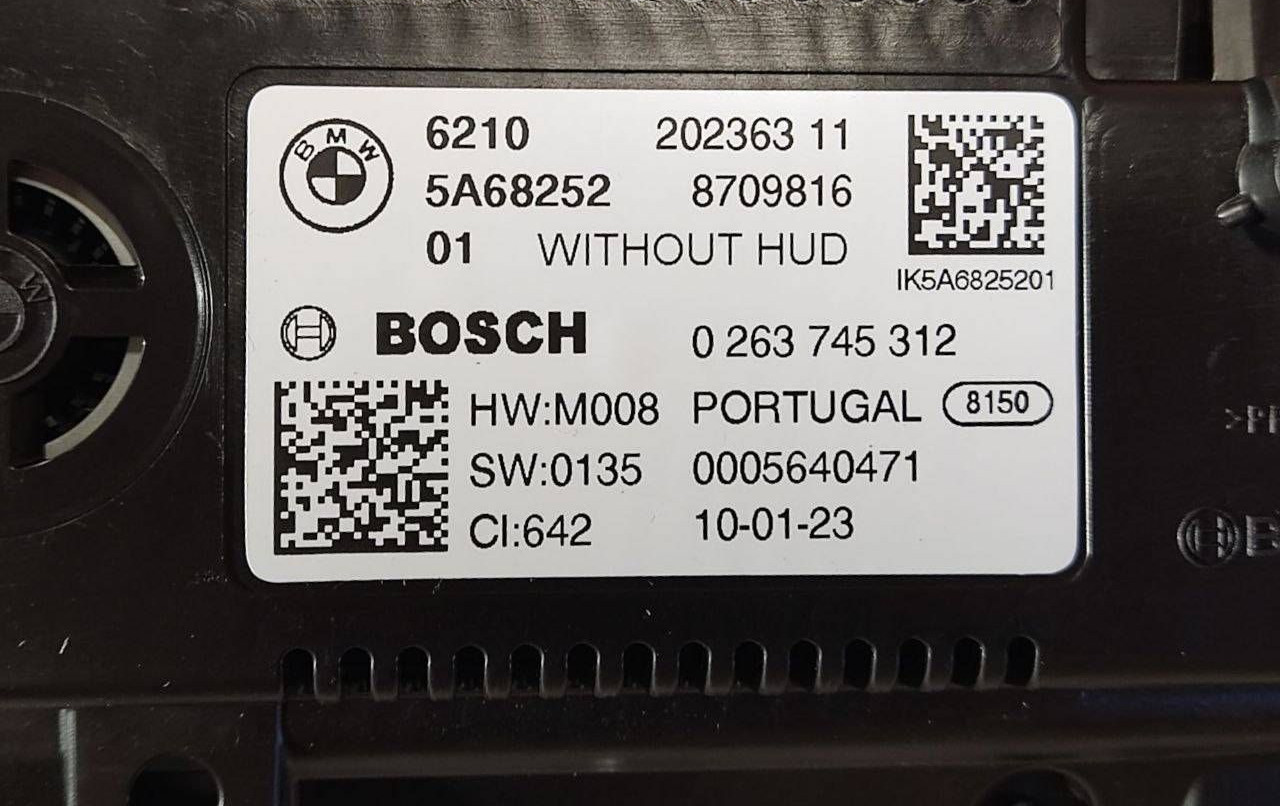 BMW
6210 202363 11
5A68252 8709816
01 WITHOUT HUD
IK5A6825201
BOSCH 0 263 745 312
HW:M008 PORTUGAL 8150
SW:0135 0005640471
CI:642 10-01-23